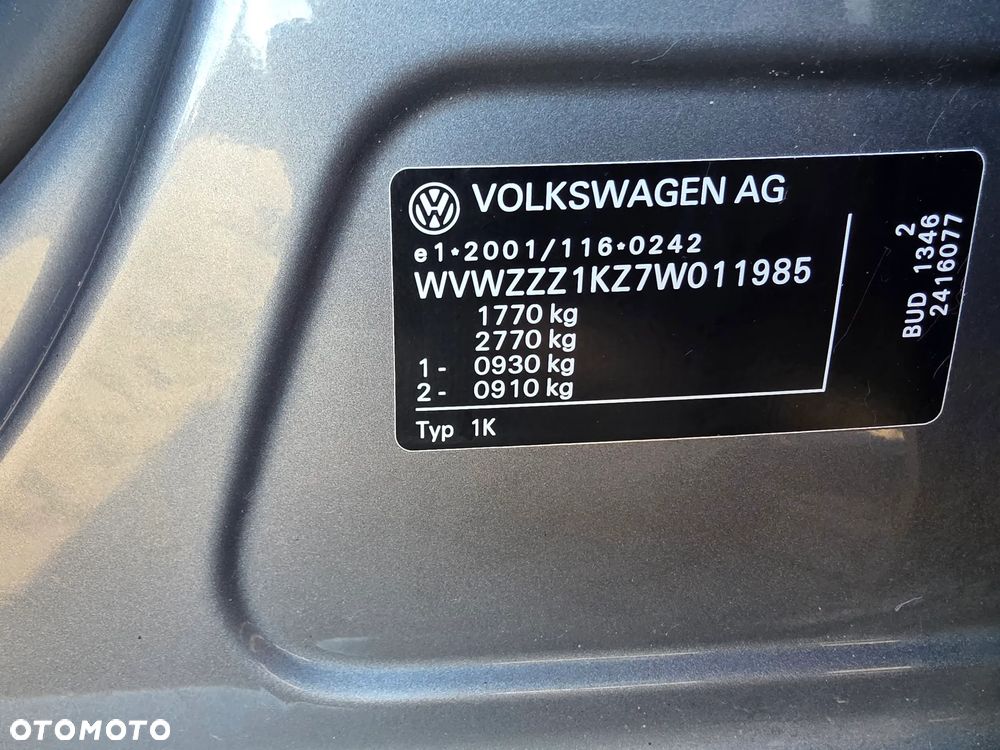 VOLKSWAGEN AG
e1*2001/116*0242
WVWZZZ1KZ7W011985
1770 kg
2770 kg
1- 0930 kg
2- 0910 kg
Typ 1K
2
BUD 1346
2416077
OTOMOTO